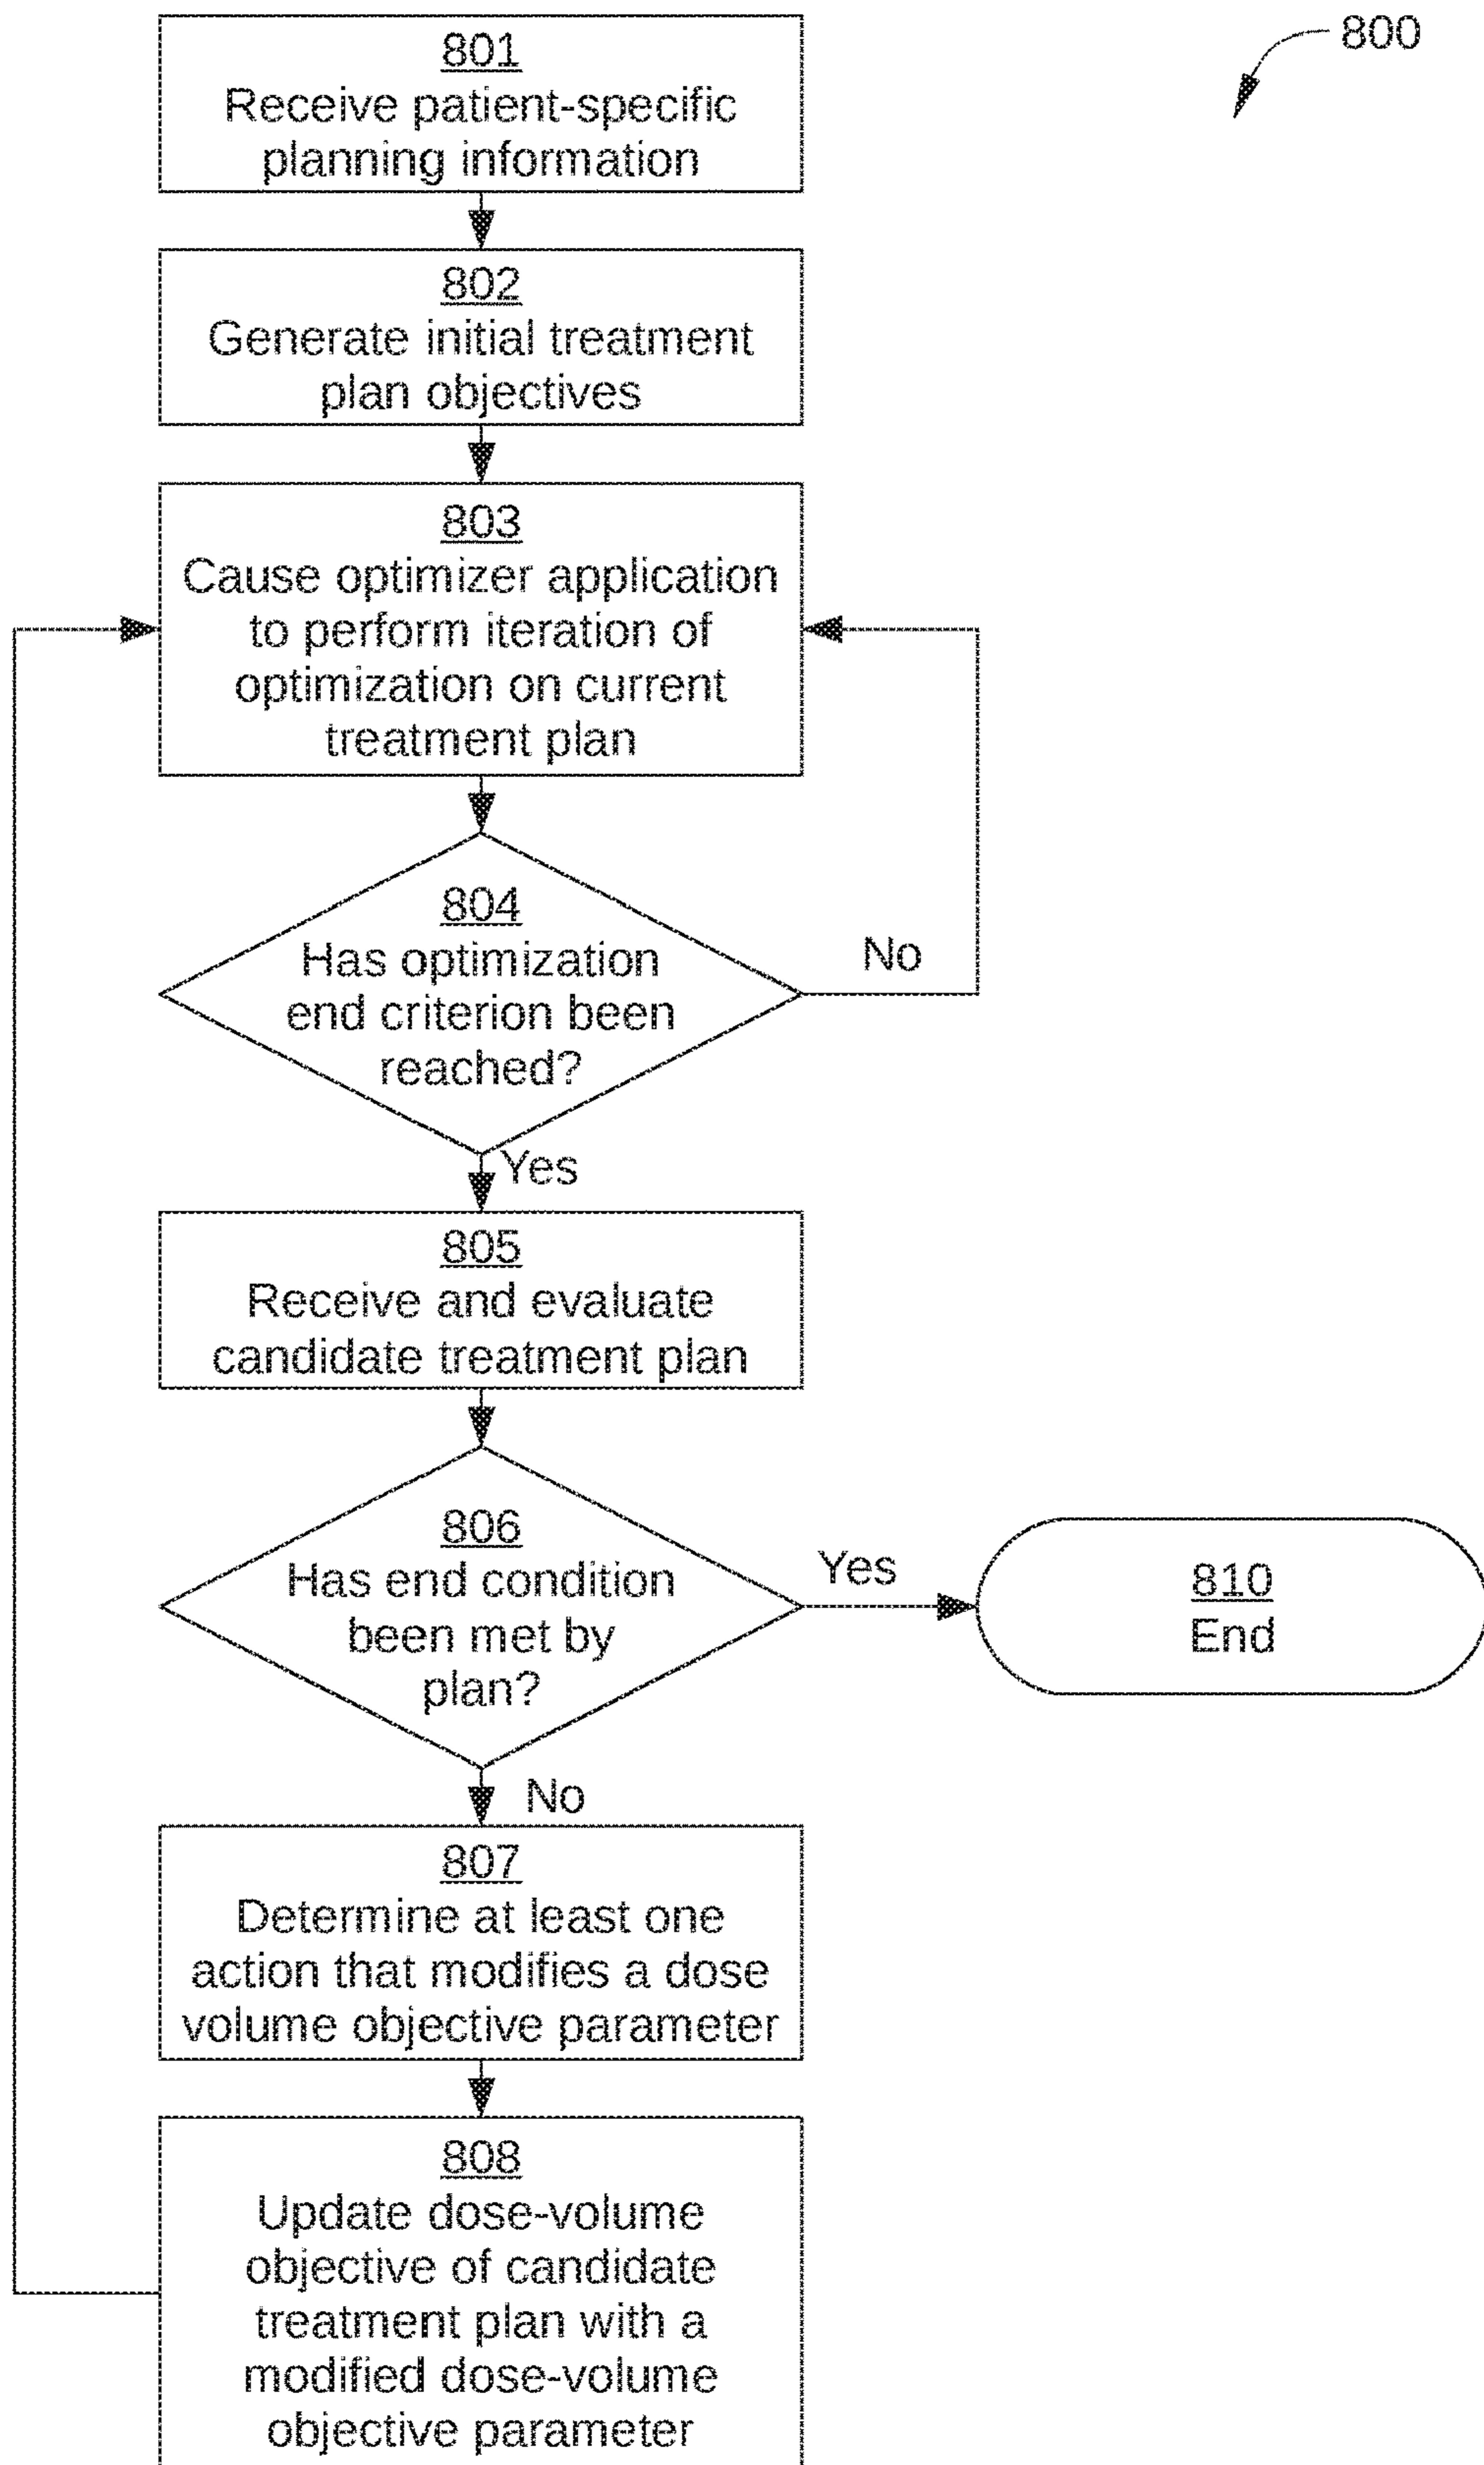 800
801
Receive patient-specific
planning information
802
Generate initial treatment
plan objectives
803
Cause optimizer application
to perform iteration of
optimization on current
treatment plan
804
Has optimization
end criterion been
reached?
No
Yes
805
Receive and evaluate
candidate treatment plan
806
Has end condition
been met by
plan?
Yes
810
End
No
807
Determine at least one
action that modifies a dose
volume objective parameter
808
Update dose-volume
objective of candidate
treatment plan with a
modified dose-volume
objective parameter